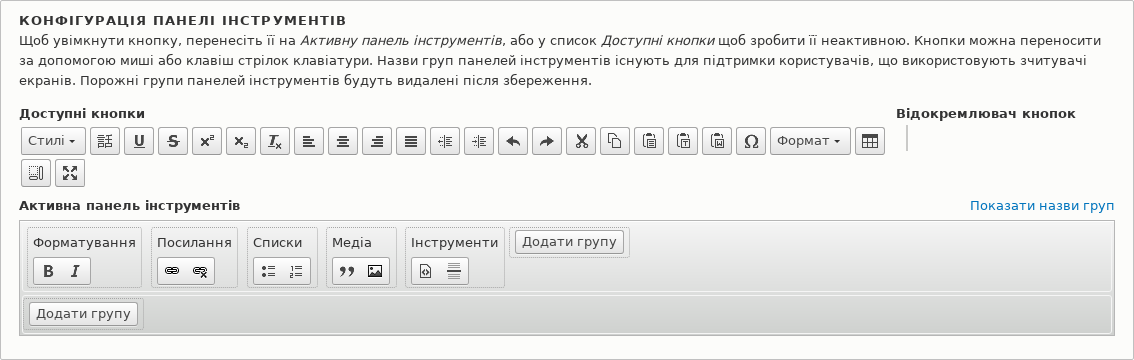 КОНФІГУРАЦІЯ ПАНЕЛІ ІНСТРУМЕНТІВ
Щоб увімкнути кнопку, перенесіть її на Активну панель інструментів, або у список Доступні кнопки щоб зробити її неактивною. Кнопки можна переносити
за допомогою миші або клавіш стрілок клавіатури. Назви груп панелей інструментів існують для підтримки користувачів, що використовують зчитувачі
екранів. Порожні групи панелей інструментів будуть видалені після збереження.
Доступні кнопки Відокремлювач кнопок
Стилі Формат
Активна панель інструментів Показати назви груп
Форматування Посилання Списки Медіа Інструменти Додати групу
Додати групу